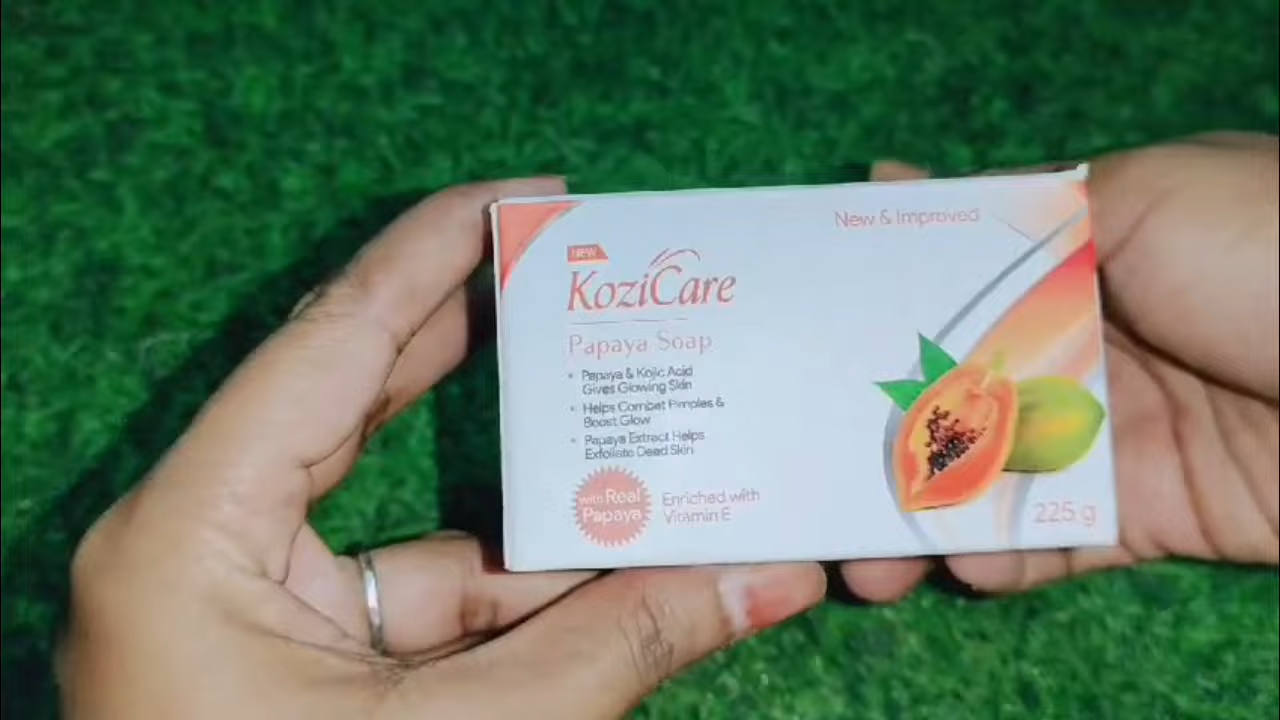 New & Improved
NEW
KoziCare
Papaya Soap
• Papaya & Kojic Acid
Gives Glowing Skin
• Helps Combat Pimples &
Boost Glow
• Papaya Extract Helps
Exfoliate Dead Skin
with Real
Papaya
Enriched with
Vitamin E
225 g